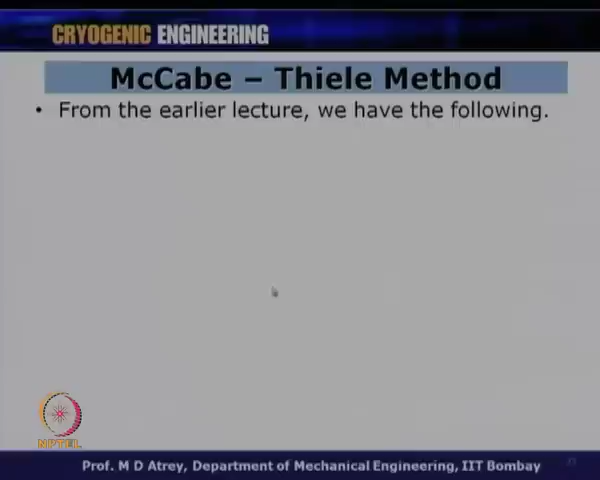 CRYOGENIC ENGINEERING
McCabe – Thiele Method
• From the earlier lecture, we have the following.
NPTEL
Prof. M D Atrey, Department of Mechanical Engineering, IIT Bombay